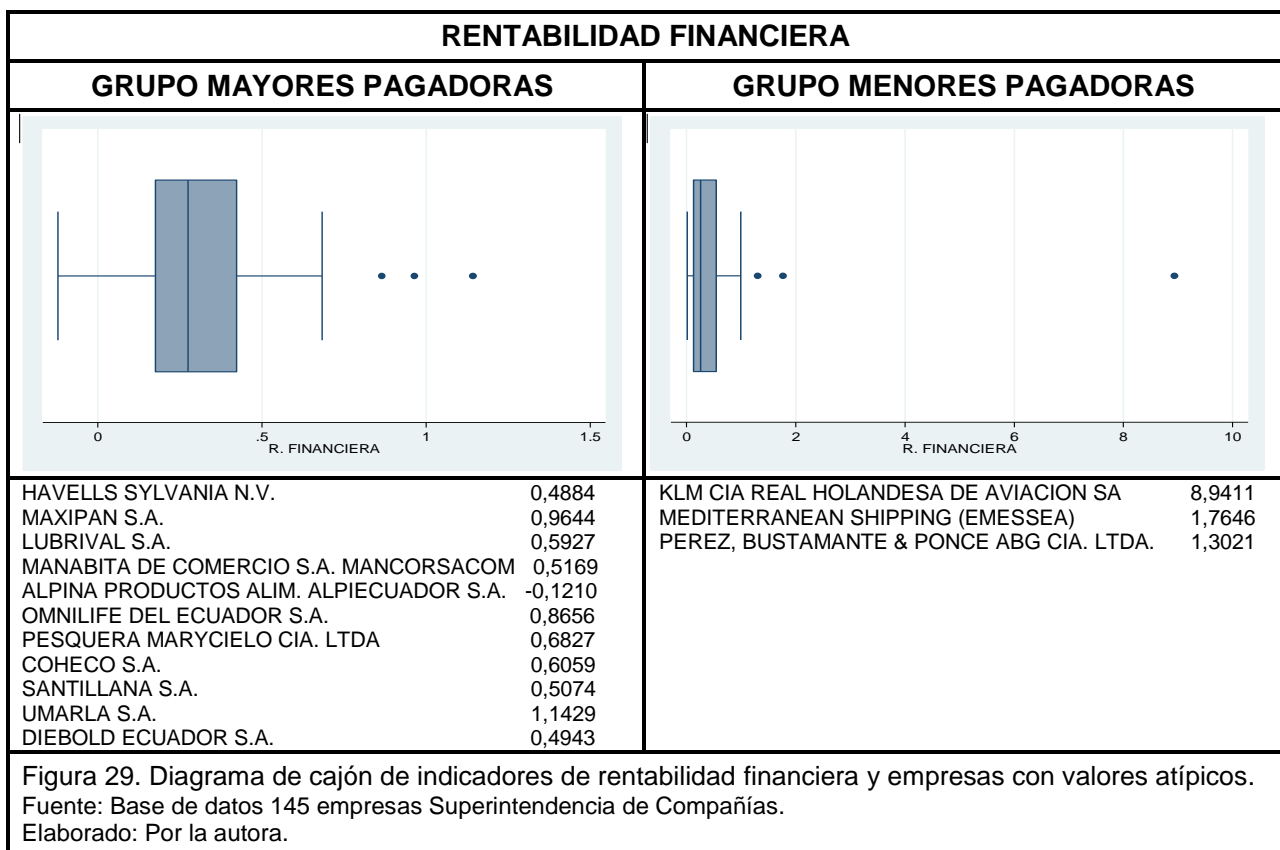 RENTABILIDAD FINANCIERA
GRUPO MAYORES PAGADORAS
GRUPO MENORES PAGADORAS
0 .5 1 1.5
R. FINANCIERA
0 2 4 6 8 10
R. FINANCIERA
HAVELLS SYLVANIA N.V. 0,4884
MAXIPAN S.A. 0,9644
LUBRIVAL S.A. 0,5927
MANABITA DE COMERCIO S.A. MANCORSACOM 0,5169
ALPINA PRODUCTOS ALIM. ALPIECUADOR S.A. -0,1210
OMNILIFE DEL ECUADOR S.A. 0,8656
PESQUERA MARYCIELO CIA. LTDA 0,6827
COHECO S.A. 0,6059
SANTILLANA S.A. 0,5074
UMARLA S.A. 1,1429
DIEBOLD ECUADOR S.A. 0,4943
KLM CIA REAL HOLANDESA DE AVIACION SA 8,9411
MEDITERRANEAN SHIPPING (EMESSEA) 1,7646
PEREZ, BUSTAMANTE & PONCE ABG CIA. LTDA. 1,3021
Figura 29. Diagrama de cajón de indicadores de rentabilidad financiera y empresas con valores atípicos.
Fuente: Base de datos 145 empresas Superintendencia de Compañías.
Elaborado: Por la autora.